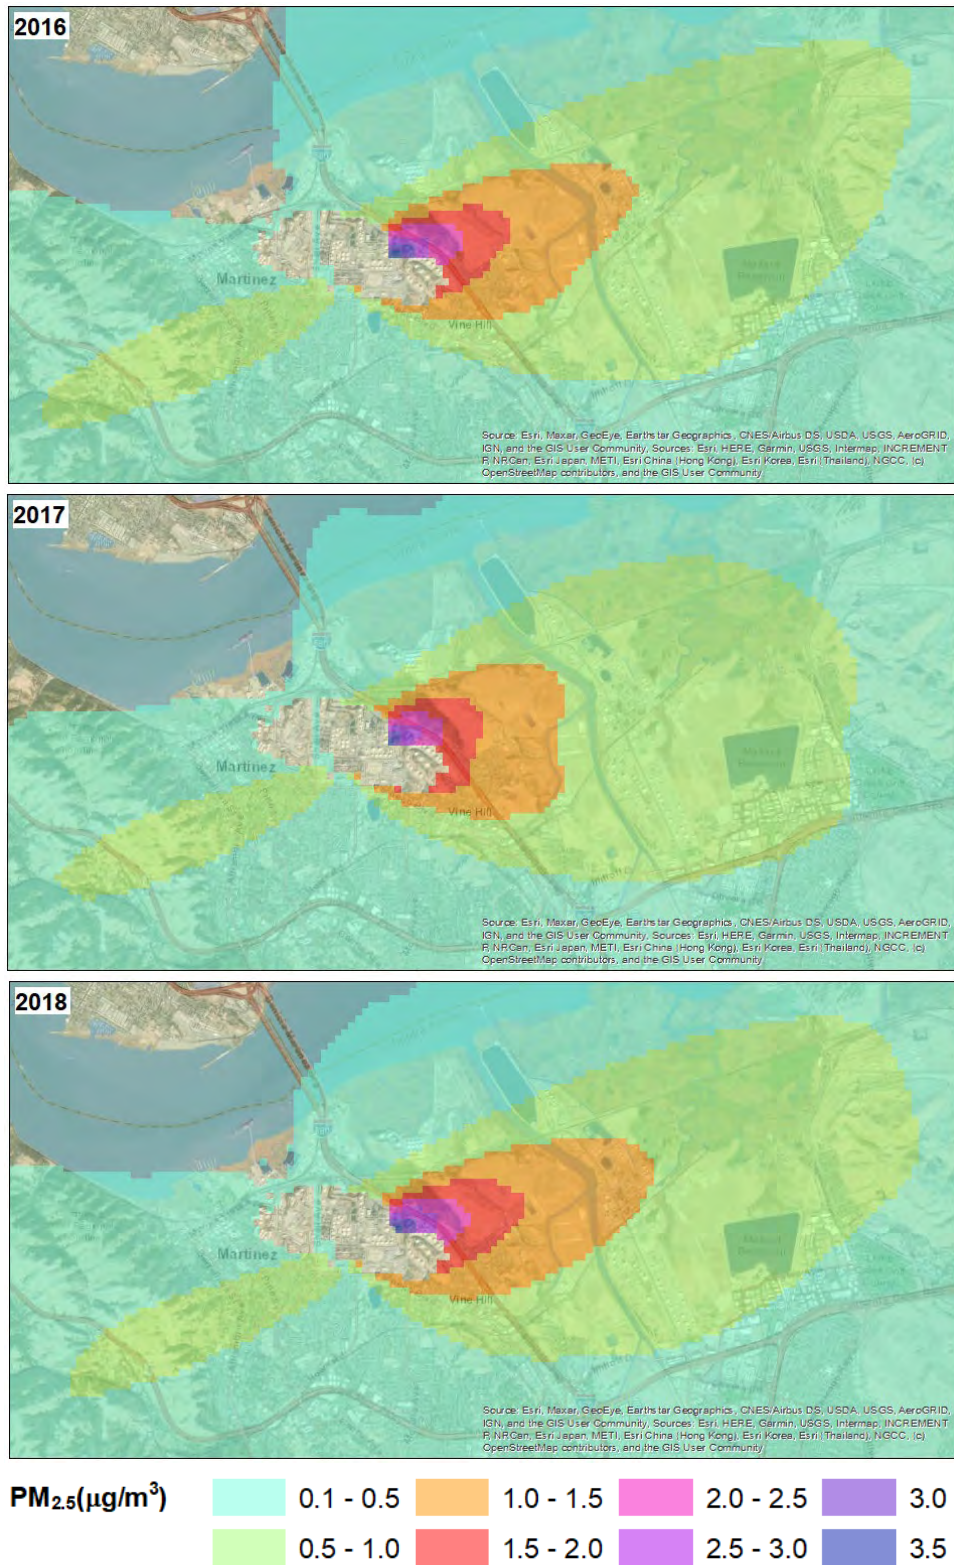 2016
Martinez
Vine Hill
Source: Esri, Maxar, GeoEye, Earthstar Geographics, CNES/Airbus DS, USDA, USGS, AeroGRID,
IGN, and the GIS User Community, Sources: Esri, HERE, Garmin, USGS, Intermap, INCREMENT
P, NRCan, Esri Japan, METI, Esri China (Hong Kong), Esri Korea, Esri (Thailand), NGCC, (c)
OpenStreetMap contributors, and the GIS User Community
2017
Martinez
Vine Hill
Source: Esri, Maxar, GeoEye, Earthstar Geographics, CNES/Airbus DS, USDA, USGS, AeroGRID,
IGN, and the GIS User Community, Sources: Esri, HERE, Garmin, USGS, Intermap, INCREMENT
P, NRCan, Esri Japan, METI, Esri China (Hong Kong), Esri Korea, Esri (Thailand), NGCC, (c)
OpenStreetMap contributors, and the GIS User Community
2018
Martinez
Vine Hill
Source: Esri, Maxar, GeoEye, Earthstar Geographics, CNES/Airbus DS, USDA, USGS, AeroGRID,
IGN, and the GIS User Community, Sources: Esri, HERE, Garmin, USGS, Intermap, INCREMENT
P, NRCan, Esri Japan, METI, Esri China (Hong Kong), Esri Korea, Esri (Thailand), NGCC, (c)
OpenStreetMap contributors, and the GIS User Community
PM2.5(μg/m³) 0.1 - 0.5 1.0 - 1.5 2.0 - 2.5 3.0
0.5 - 1.0 1.5 - 2.0 2.5 - 3.0 3.5